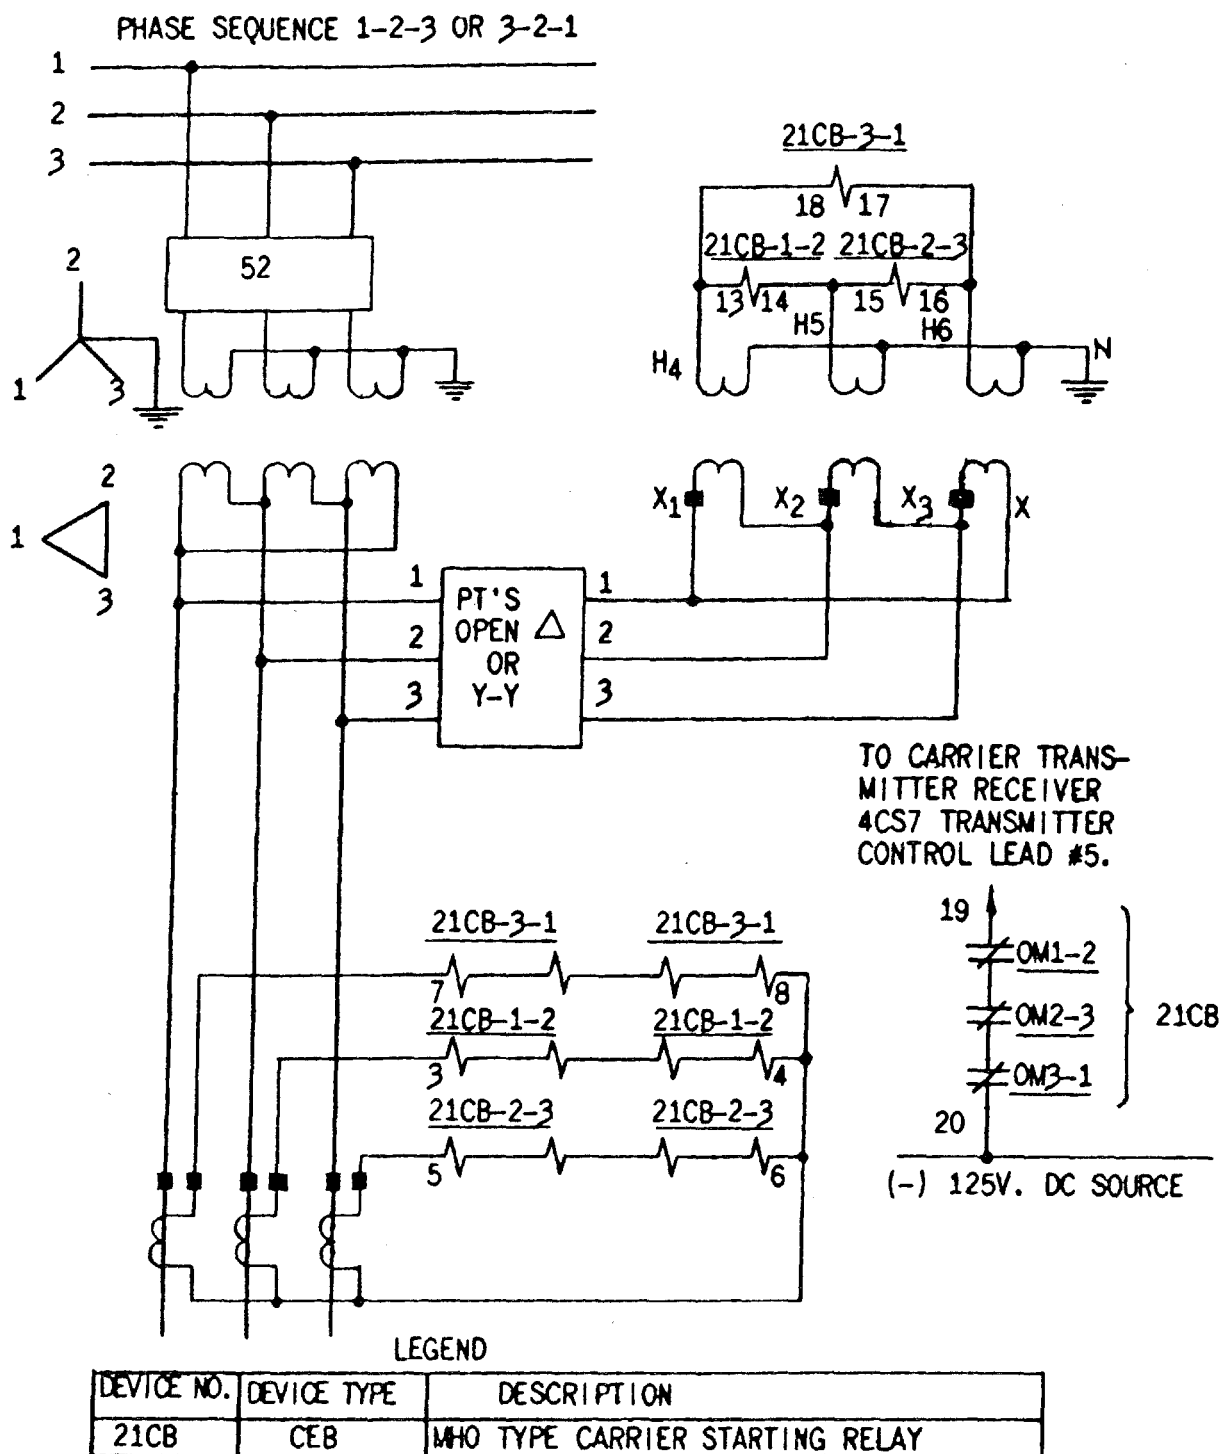 PHASE SEQUENCE 1-2-3 OR 3-2-1
1
2
3
52
2
1
3
21CB-3-1
18 17
21CB-1-2 21CB-2-3
13 14 15 16
H4 H5 H6 N
2
1
3
X1 X2 X3 X
1
2
3
PT'S
OPEN △
OR
Y-Y
1
2
3
TO CARRIER TRANS-
MITTER RECEIVER
4CS7 TRANSMITTER
CONTROL LEAD #5.
19
OM1-2
OM2-3
OM3-1
20
21CB
(-) 125V. DC SOURCE
21CB-3-1 21CB-3-1
7 8
21CB-1-2 21CB-1-2
3 4
21CB-2-3 21CB-2-3
5 6
LEGEND
DEVICE NO. DEVICE TYPE DESCRIPTION
21CB CEB MHO TYPE CARRIER STARTING RELAY